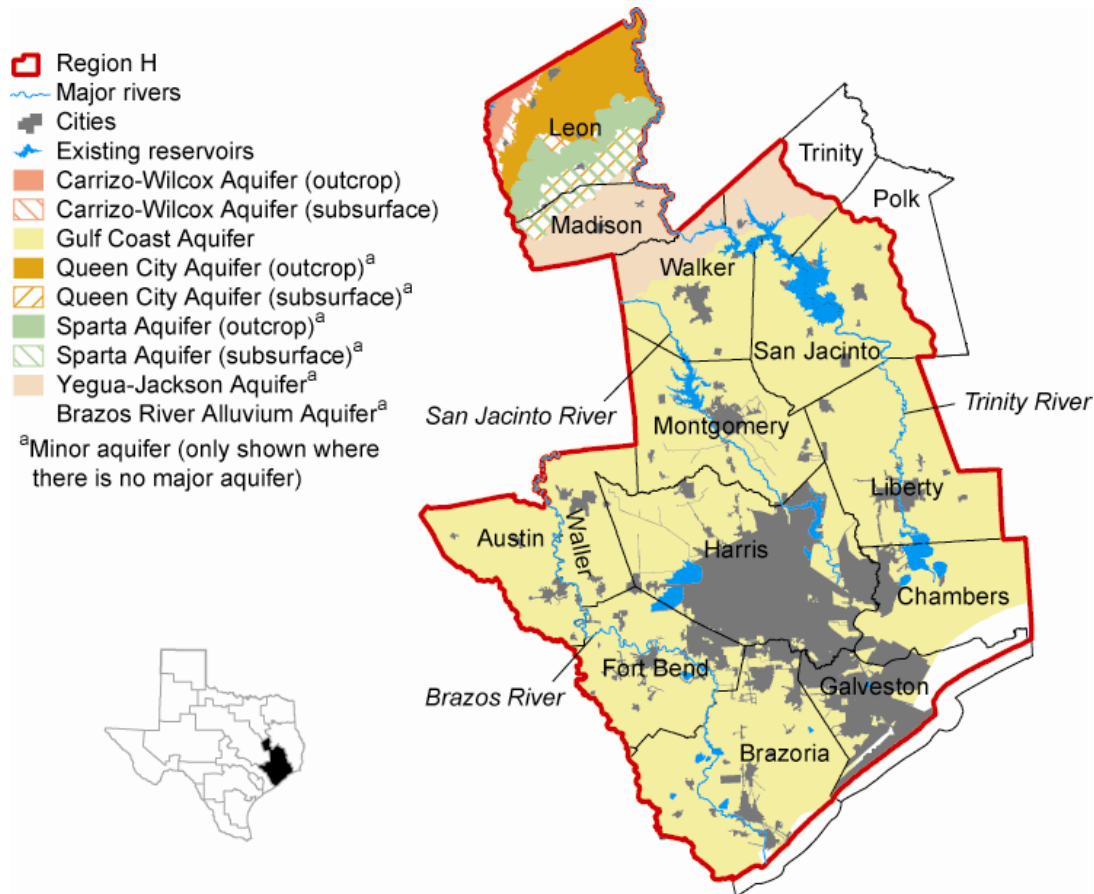 Region H
Major rivers
Cities
Existing reservoirs
Carrizo-Wilcox Aquifer (outcrop)
Carrizo-Wilcox Aquifer (subsurface)
Gulf Coast Aquifer
Queen City Aquifer (outcrop)a
Queen City Aquifer (subsurface)a
Sparta Aquifer (outcrop)a
Sparta Aquifer (subsurface)a
Yegua-Jackson Aquifera
Brazos River Alluvium Aquifera
aMinor aquifer (only shown where
there is no major aquifer)
Leon
Trinity
Polk
Madison
Walker
San Jacinto
San Jacinto River
Trinity River
Montgomery
Liberty
Austin
Waller
Harris
Chambers
Fort Bend
Brazos River
Galveston
Brazoria